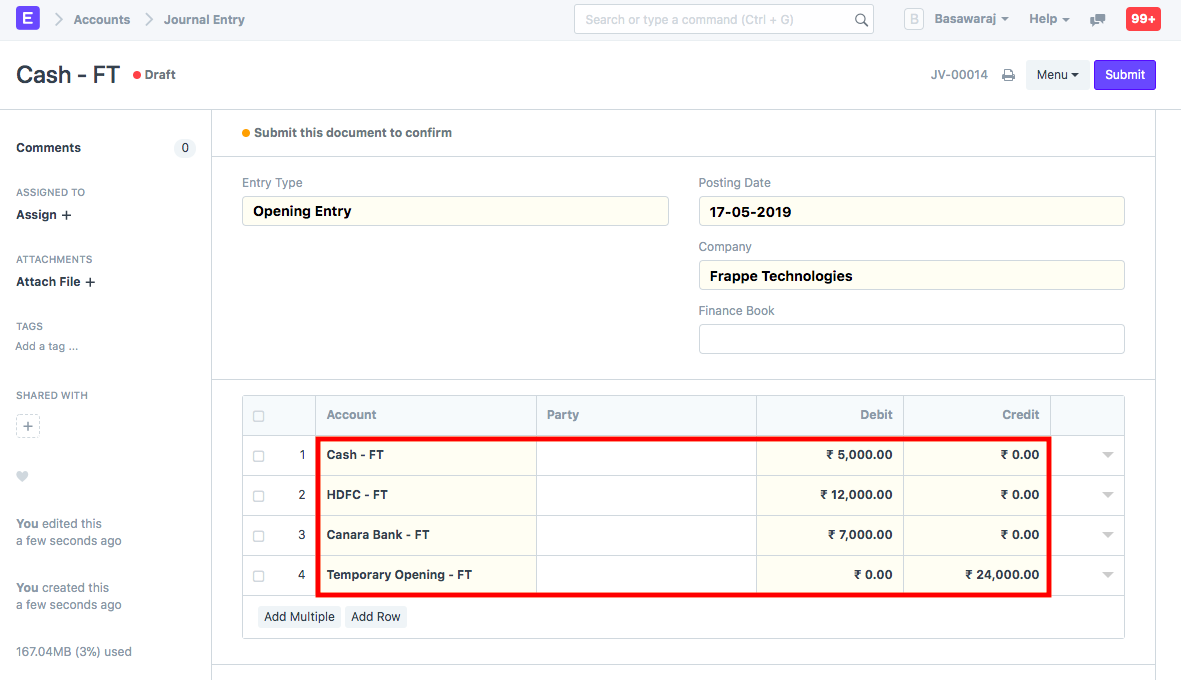 E Accounts Journal Entry Search or type a command (Ctrl + G) B Basawaraj Help 99+
Cash - FT Draft JV-00014 Menu Submit
Comments 0
ASSIGNED TO
Assign +
ATTACHMENTS
Attach File +
TAGS
Add a tag ...
SHARED WITH
+
You edited this
a few seconds ago
You created this
a few seconds ago
167.04MB (3%) used
Submit this document to confirm
Entry Type
Opening Entry
Posting Date
17-05-2019
Company
Frappe Technologies
Finance Book
Account Party Debit Credit
1 Cash - FT ₹ 5,000.00 ₹ 0.00
2 HDFC - FT ₹ 12,000.00 ₹ 0.00
3 Canara Bank - FT ₹ 7,000.00 ₹ 0.00
4 Temporary Opening - FT ₹ 0.00 ₹ 24,000.00
Add Multiple Add Row